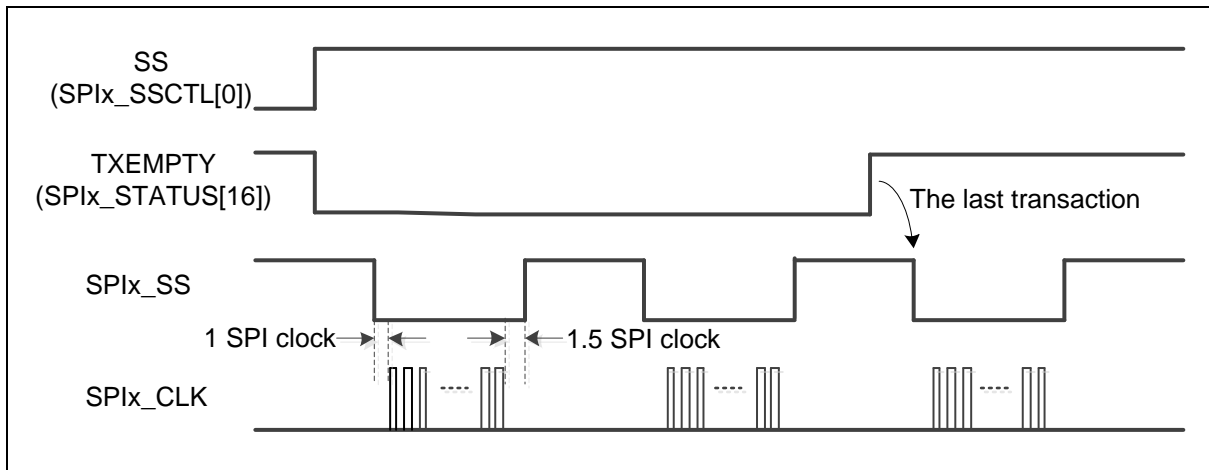 SS
(SPIx_SSCTL[0])
TXEMPTY
(SPIx_STATUS[16])
The last transaction
SPIx_SS
1 SPI clock
1.5 SPI clock
SPIx_CLK